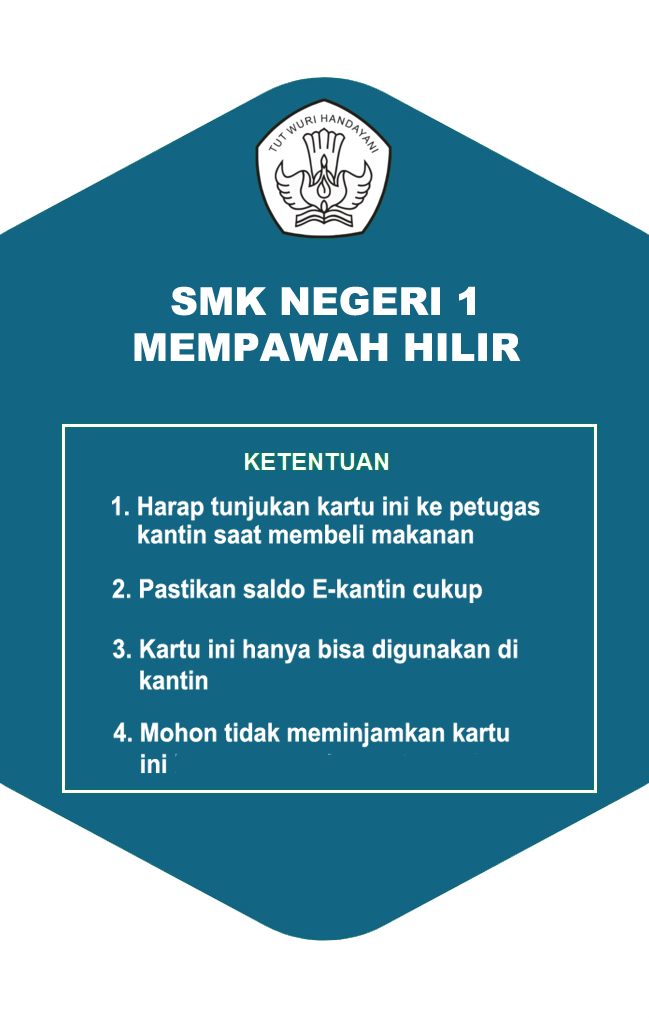 TUT WURI HANDAYANI
SMK NEGERI 1
MEMPAWAH HILIR
KETENTUAN
1. Harap tunjukan kartu ini ke petugas
kantin saat membeli makanan
2. Pastikan saldo E-kantin cukup
3. Kartu ini hanya bisa digunakan di
kantin
4. Mohon tidak meminjamkan kartu
ini